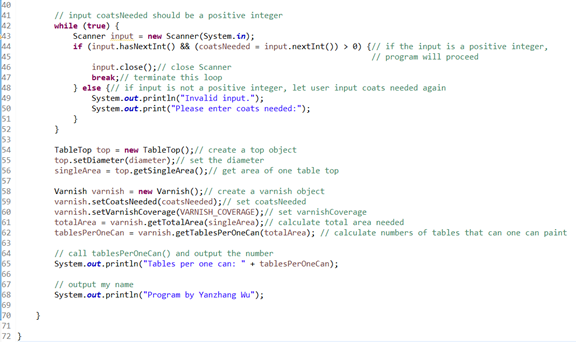 40
41 // input coatsNeeded should be a positive integer
42 while (true) {
43 Scanner input = new Scanner(System.in);
44 if (input.hasNextInt() && (coatsNeeded = input.nextInt()) > 0) {// if the input is a positive integer,
45 // program will proceed
46 input.close();// close Scanner
47 break;// terminate this loop
48 } else {// if input is not a positive integer, let user input coats needed again
49 System.out.println("Invalid input.");
50 System.out.print("Please enter coats needed:");
51 }
52 }
53
54 TableTop top = new TableTop();// create a top object
55 top.setDiameter(diameter);// set the diameter
56 singleArea = top.getSingleArea();// get area of one table top
57
58 Varnish varnish = new Varnish();// create a varnish object
59 varnish.setCoatsNeeded(coatsNeeded);// set coatsNeeded
60 varnish.setVarnishCoverage(VARNISH_COVERAGE);// set varnishCoverage
61 totalArea = varnish.getTotalArea(singleArea);// calculate total area needed
62 tablesPerOneCan = varnish.getTablesPerOneCan(totalArea); // calculate numbers of tables that can one can paint
63
64 // call tablesPerOneCan() and output the number
65 System.out.println("Tables per one can: " + tablesPerOneCan);
66
67 // output my name
68 System.out.println("Program by Yanzhang Wu");
69
70 }
71
72 }